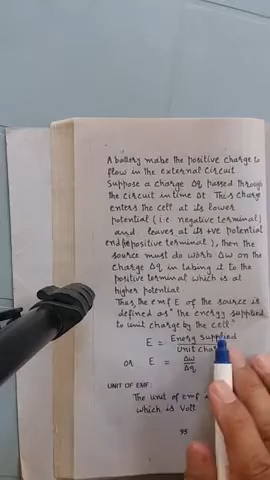 A battery make the positive charge to
flow in the external circuit
Suppose a charge Δq passed through
the circuit in time Δt. This charge
enters the cell at its lower
potential (i.e negative terminal)
and leaves at its +ve potential
end (positive terminal), then the
source must do work Δw on the
charge Δq in taking it to the
positive terminal which is at
higher potential.
Thus, the emf E of the source is
defined as "The energy supplied
to unit charge by the cell"
E = Energy Supplied
Unit
or E = Δw
Δq
UNIT OF EMF:
The unit of emf
which is Volt
95